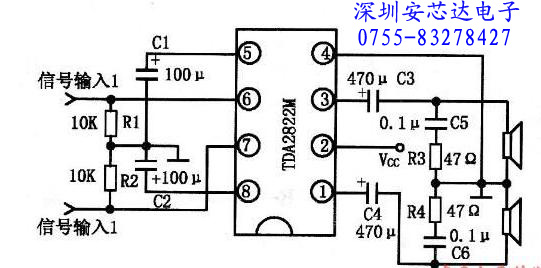 深圳安芯达电子
0755-83278427
C1
+
100μ
信号输入1
10K
R1
10K
R2
+100μ
C2
信号输入1
5
6
7
8
TDA2822M
4
3
2
1
470μ C3
+
0.1μ
C5
Vcc
R3
47Ω
+
C4
470μ
R4
47Ω
0.1μ
C6